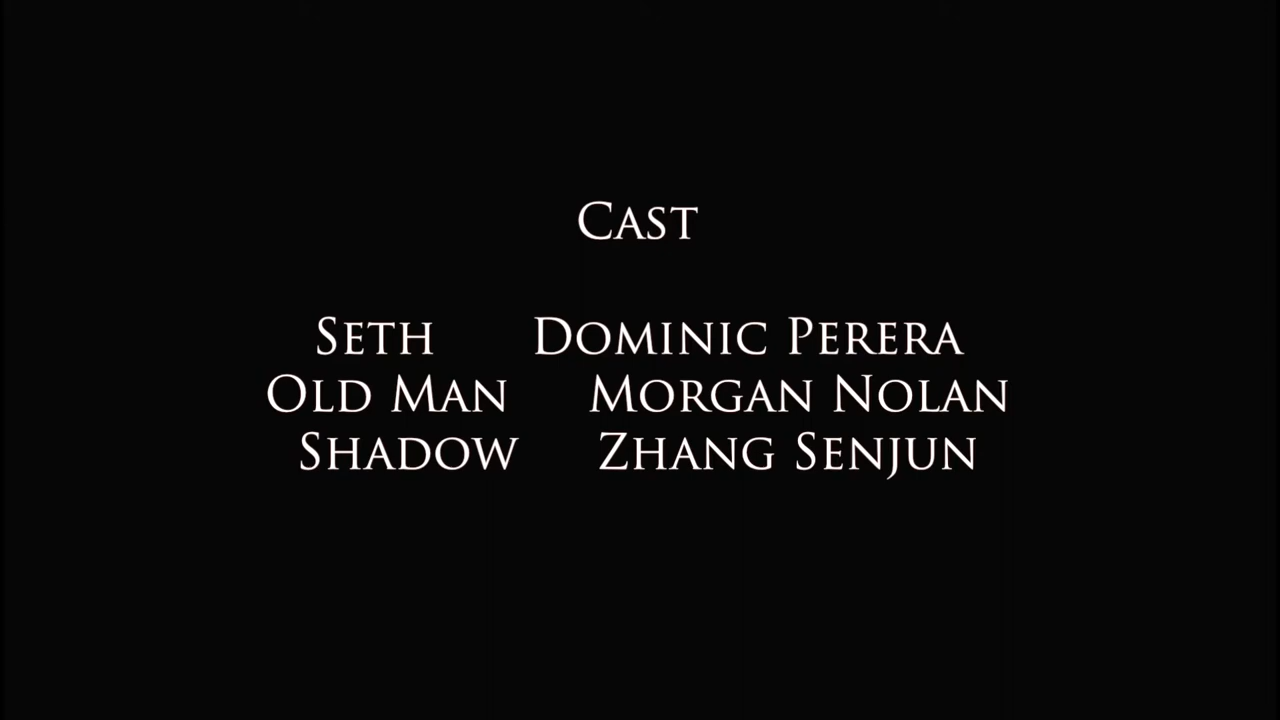 Cast
Seth Dominic Perera
Old Man Morgan Nolan
Shadow Zhang Senjun